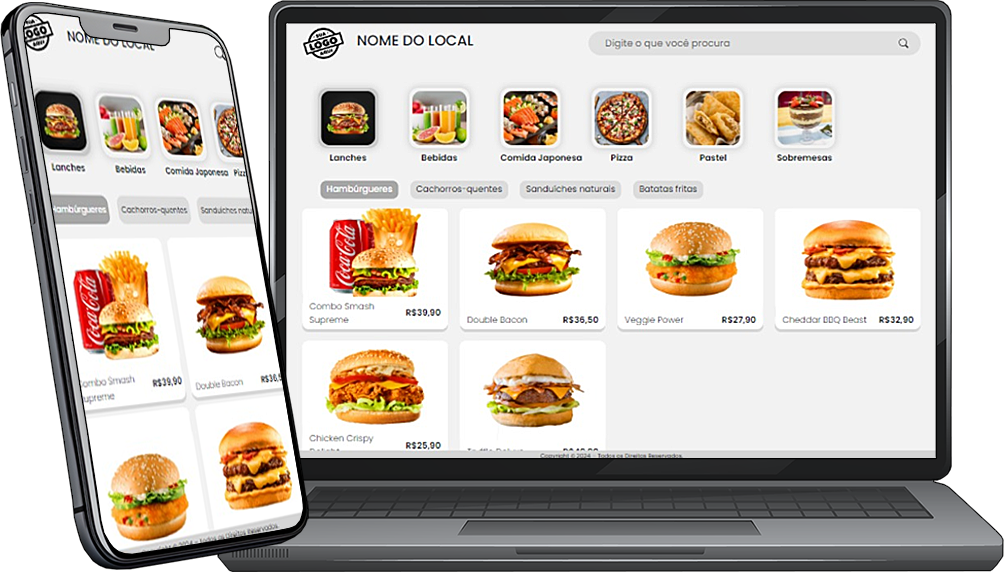 SUA
LOGO
AQUI
NOME DO LOCAL
Lanches
Bebidas
Comida Japonesa
Pizz
Hambúrgueres
Cachorros-quentes
Sanduíches natu
Coca-Cola
Combo Smash
Supreme
R$39,90
Double Bacon
R$36,5
2024 - Todos os Direitos Reservados.
SUA
LOGO
AQUI
NOME DO LOCAL
Digite o que você procura
Lanches
Bebidas
Comida Japonesa
Pizza
Pastel
Sobremesas
Hambúrgueres
Cachorros-quentes
Sanduíches naturais
Batatas fritas
Coca-Cola
Combo Smash
Supreme
R$39,90
Double Bacon
R$36,50
Veggie Power
R$27,90
Cheddar BBQ Beast
R$32,90
Chicken Crispy
R$25,90
Copyright © 2024 - Todos os Direitos Reservados.